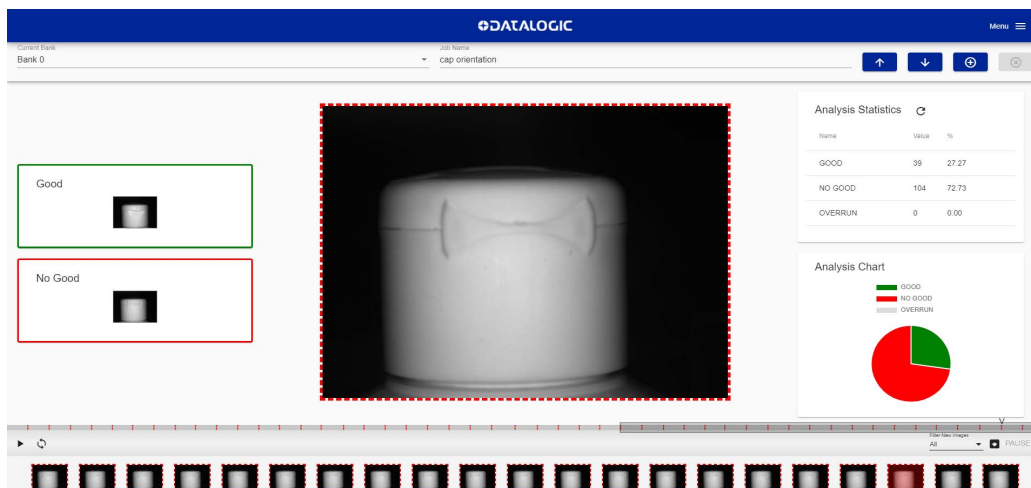 DATALOGIC
Menu
Current Bank
Bank 0
Job Name
cap orientation
Good
No Good
Analysis Statistics
Name Value %
GOOD 39 27.27
NO GOOD 104 72.73
OVERRUN 0 0.00
Analysis Chart
GOOD
NO GOOD
OVERRUN
Filter New Images
All
PAUSE